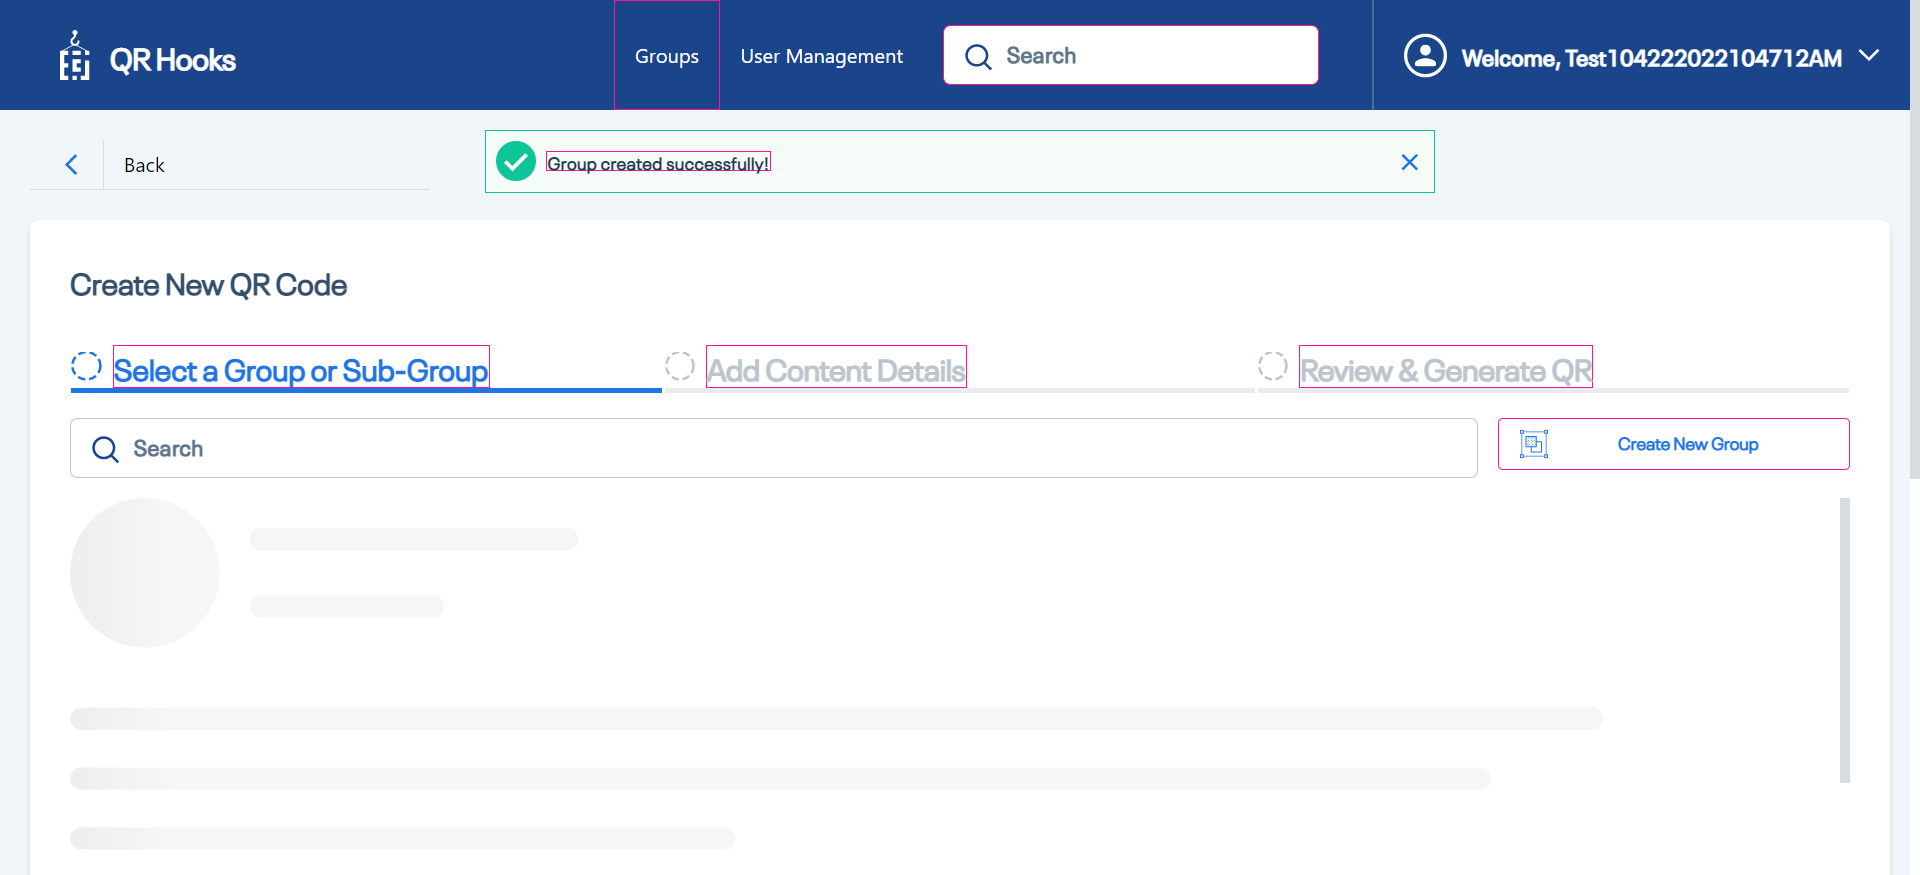 QR Hooks
Groups
User Management
Search
Welcome, Test104222022104712AM
Back
Group created successfully!
Create New QR Code
Select a Group or Sub-Group
Add Content Details
Review & Generate QR
Search
Create New Group